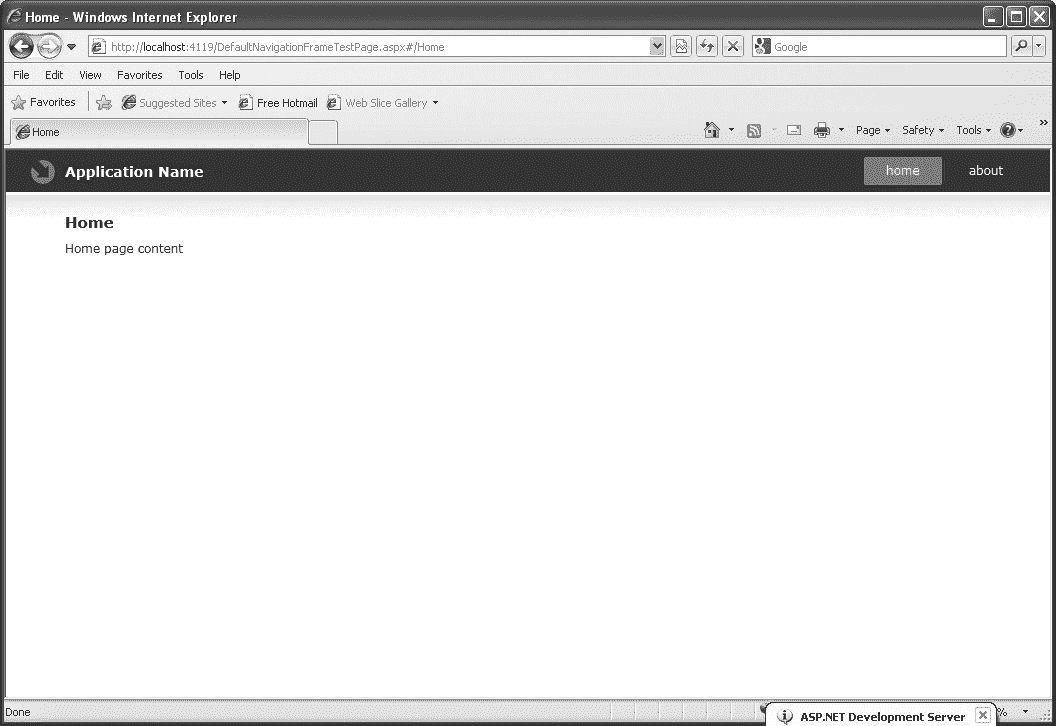 Home - Windows Internet Explorer
http://localhost:4119/DefaultNavigationFrameTestPage.aspx#/Home
Google
File Edit View Favorites Tools Help
Favorites Suggested Sites Free Hotmail Web Slice Gallery
Home Page Safety Tools »
Application Name home about
Home
Home page content
Done %
ASP.NET Development Server